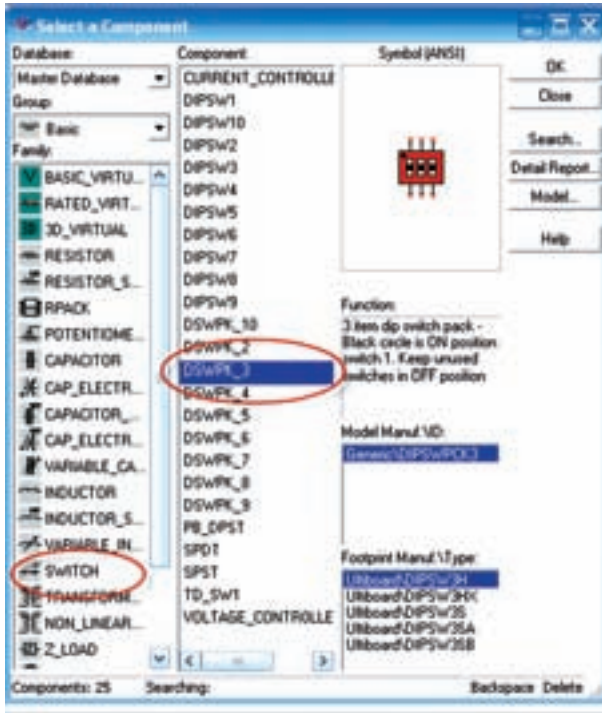 Select a Component
Database:
Master Database
Group:
Basic
Family:
BASIC_VIRTU...
RATED_VIRT...
3D_VIRTUAL
RESISTOR
RESISTOR_S...
RPACK
POTENTIOME...
CAPACITOR
CAP_ELECTR...
CAPACITOR_...
CAP_ELECTR...
VARIABLE_CA...
INDUCTOR
INDUCTOR_S...
VARIABLE_IN...
SWITCH
TRANSFORM...
NON_LINEAR...
Z_LOAD
Component:
CURRENT_CONTROLLE
DIPSW1
DIPSW10
DIPSW2
DIPSW3
DIPSW4
DIPSW5
DIPSW6
DIPSW7
DIPSW8
DIPSW9
DSWPK_10
DSWPK_2
DSWPK_3
DSWPK_4
DSWPK_5
DSWPK_6
DSWPK_7
DSWPK_8
DSWPK_9
PB_DPST
SPDT
SPST
TD_SW1
VOLTAGE_CONTROLLE
Symbol (ANSI)
Function:
3 item dip switch pack -
Black circle is ON position
switch 1. Keep unused
switches in OFF position
Model Manuf.\ID:
Generic\DIPSWPCK3
Footprint Manuf.\Type:
Ultiboard\DIPSW3H
Ultiboard\DIPSW3HX
Ultiboard\DIPSW3S
Ultiboard\DIPSW3SA
Ultiboard\DIPSW3SB
OK
Close
Search...
Detail Report...
Model...
Help
Components: 25 Searching: Backspace Delete